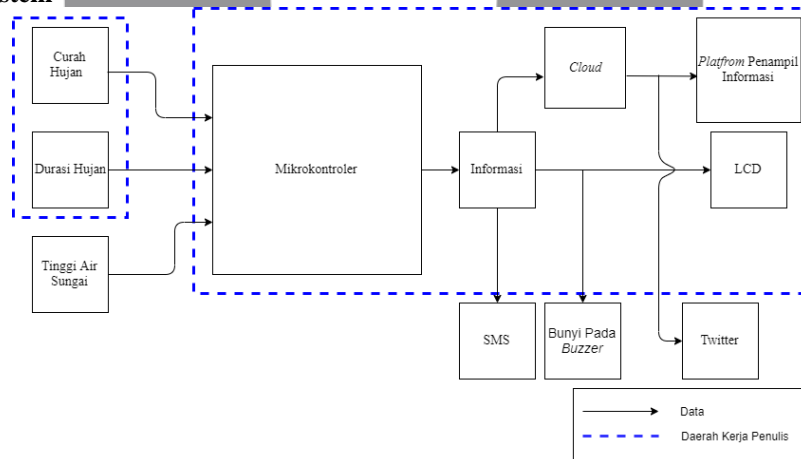 stem
Curah
Hujan
Durasi Hujan
Tinggi Air
Sungai
Mikrokontroler
Informasi
Cloud
Platfrom Penampil
Informasi
LCD
SMS
Bunyi Pada
Buzzer
Twitter
Data
Daerah Kerja Penulis